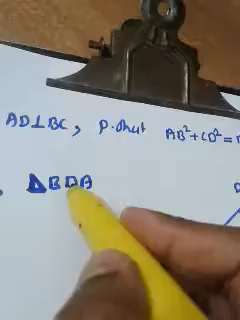 AD⊥BC, P.that AB²+CD²=
ΔBDA